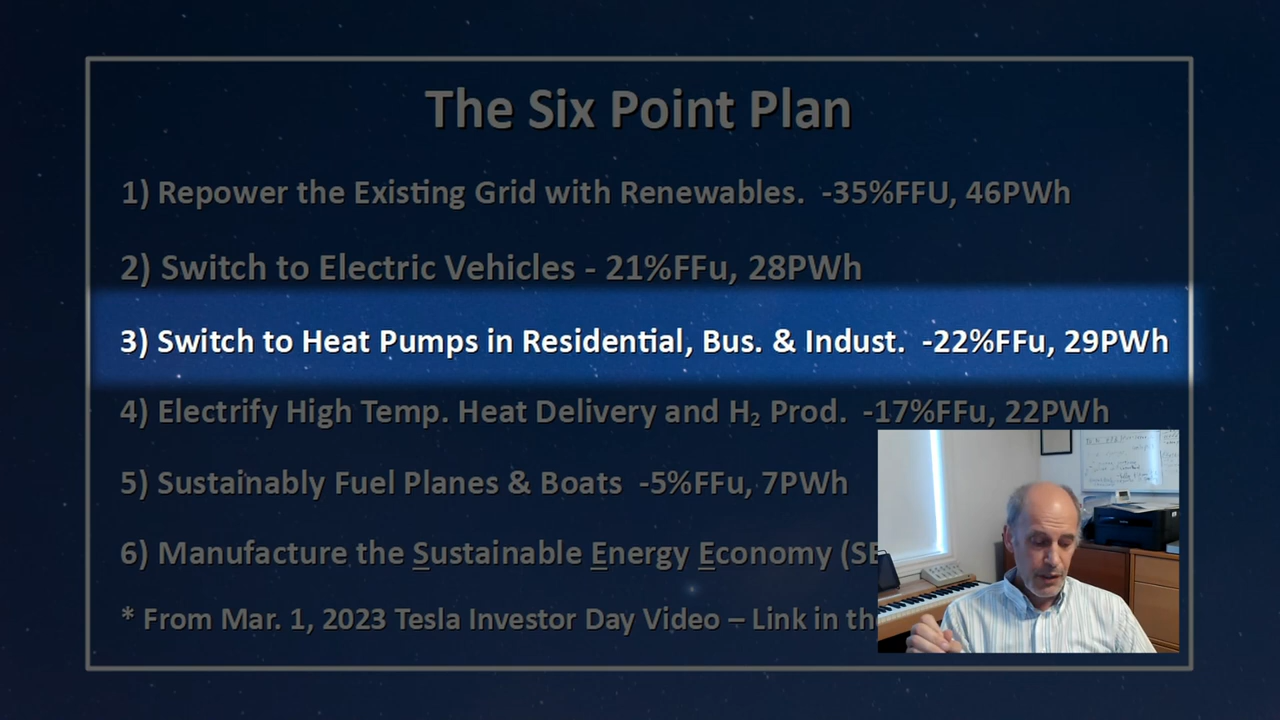 The Six Point Plan
1) Repower the Existing Grid with Renewables. -35%FFU, 46PWh
2) Switch to Electric Vehicles - 21%FFu, 28PWh
3) Switch to Heat Pumps in Residential, Bus. & Indust. -22%FFu, 29PWh
4) Electrify High Temp. Heat Delivery and H₂ Prod. -17%FFu, 22PWh
5) Sustainably Fuel Planes & Boats -5%FFu, 7PWh
6) Manufacture the Sustainable Energy Economy (SE
* From Mar. 1, 2023 Tesla Investor Day Video – Link in th